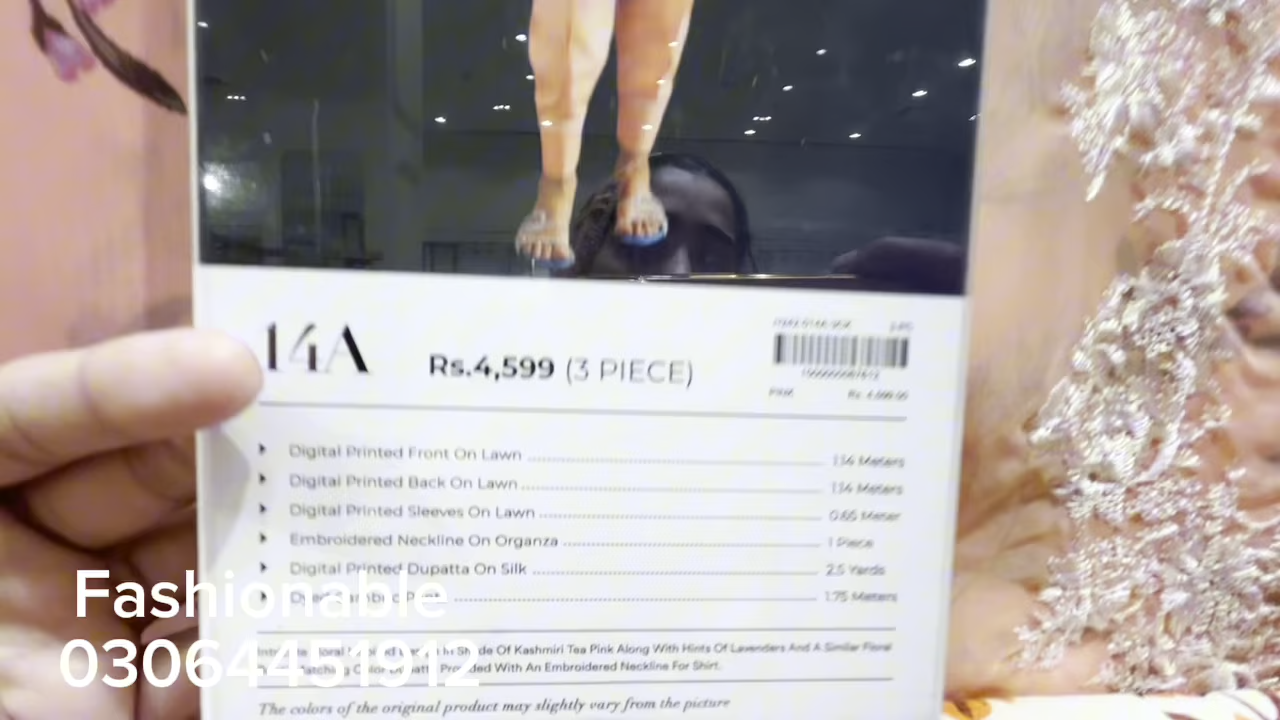 14A
Rs.4,599 (3 PIECE)
Digital Printed Front On Lawn 1.14 Meters
Digital Printed Back On Lawn 1.14 Meters
Digital Printed Sleeves On Lawn 0.65 Meter
Embroidered Neckline On Organza 1 Piece
Digital Printed Dupatta On Silk 2.5 Yards
Dyed Cambric 1.75 Meters
Floral In Shade Of Kashmiri Tea Pink Along With Hints Of Lavenders And A Similar Floral
Provided With An Embroidered Neckline For Shirt.
The colors of the original product may slightly vary from the picture
Fashionable
03064451912